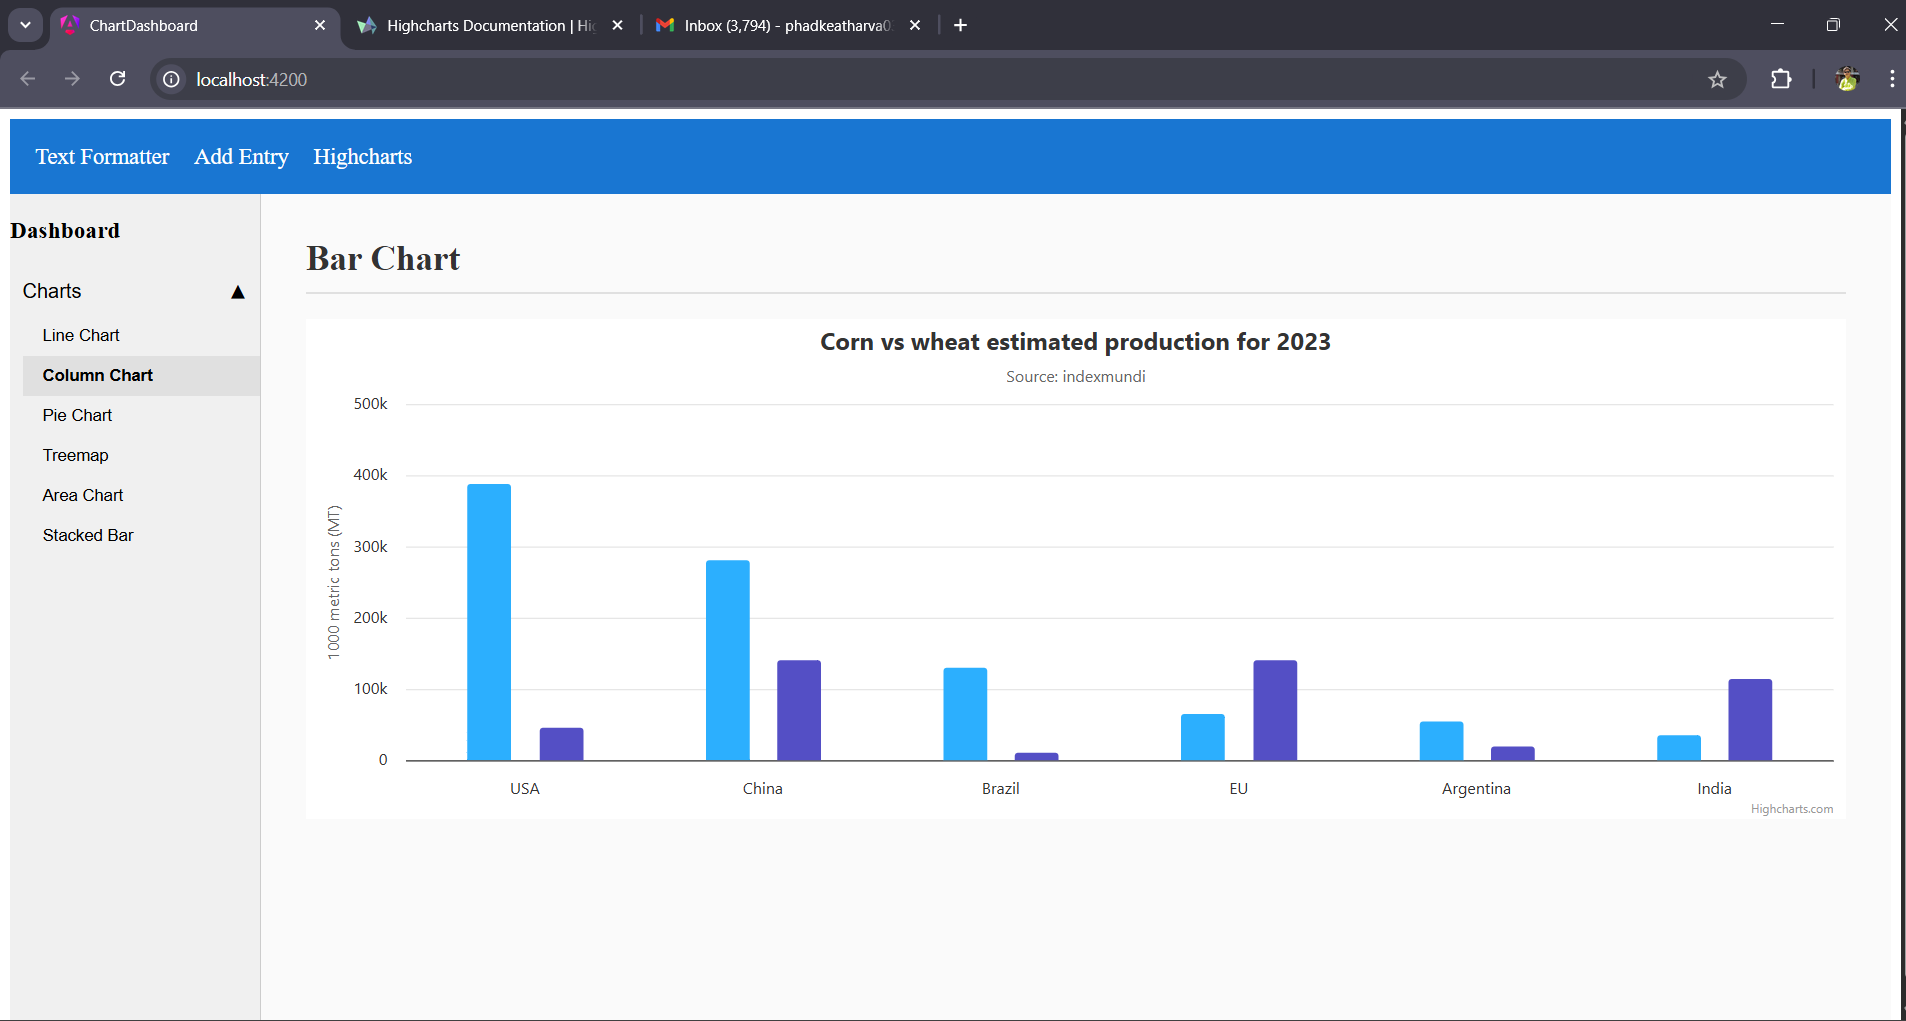 ChartDashboard
Highcharts Documentation | Hi
Inbox (3,794) - phadkeatharva0
localhost:4200
Text Formatter Add Entry Highcharts
Dashboard
Charts ▲
Line Chart
Column Chart
Pie Chart
Treemap
Area Chart
Stacked Bar
Bar Chart
Corn vs wheat estimated production for 2023
Source: indexmundi
1000 metric tons (MT)
500k
400k
300k
200k
100k
0
USA China Brazil EU Argentina India
Highcharts.com